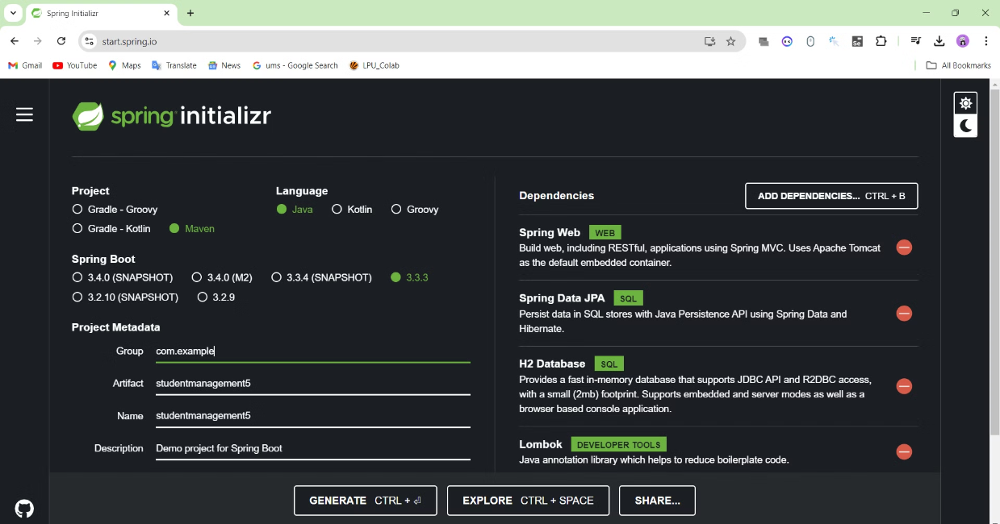 Spring Initializr
start.spring.io
Gmail YouTube Maps Translate News ums - Google Search LPU_Colab All Bookmarks
spring initializr
Project
Gradle - Groovy
Gradle - Kotlin Maven
Language
Java Kotlin Groovy
Spring Boot
3.4.0 (SNAPSHOT) 3.4.0 (M2) 3.3.4 (SNAPSHOT) 3.3.3
3.2.10 (SNAPSHOT) 3.2.9
Project Metadata
Group com.example
Artifact studentmanagement5
Name studentmanagement5
Description Demo project for Spring Boot
Dependencies ADD DEPENDENCIES... CTRL + B
Spring Web WEB
Build web, including RESTful, applications using Spring MVC. Uses Apache Tomcat
as the default embedded container.
Spring Data JPA SQL
Persist data in SQL stores with Java Persistence API using Spring Data and
Hibernate.
H2 Database SQL
Provides a fast in-memory database that supports JDBC API and R2DBC access,
with a small (2mb) footprint. Supports embedded and server modes as well as a
browser based console application.
Lombok DEVELOPER TOOLS
Java annotation library which helps to reduce boilerplate code.
GENERATE CTRL + ⏎ EXPLORE CTRL + SPACE SHARE...